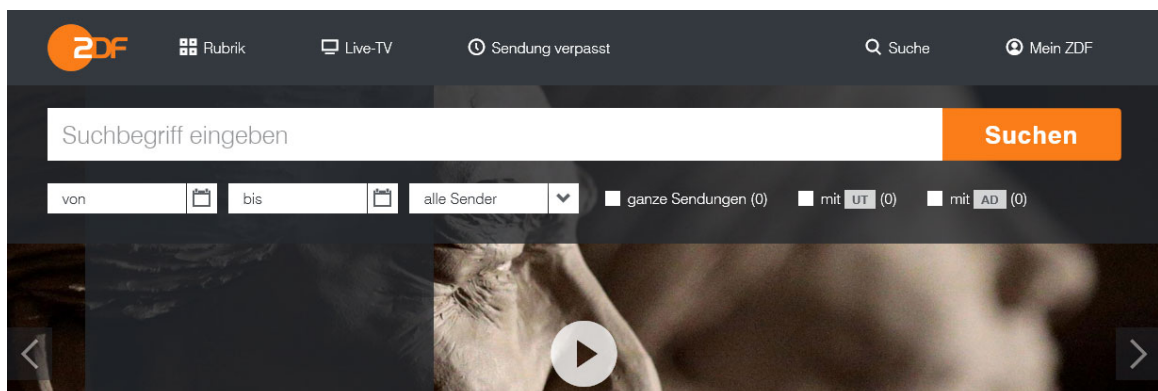 ZDF Rubrik Live-TV Sendung verpasst Suche Mein ZDF
Suchbegriff eingeben Suchen
von bis alle Sender ganze Sendungen (0) mit UT (0) mit AD (0)